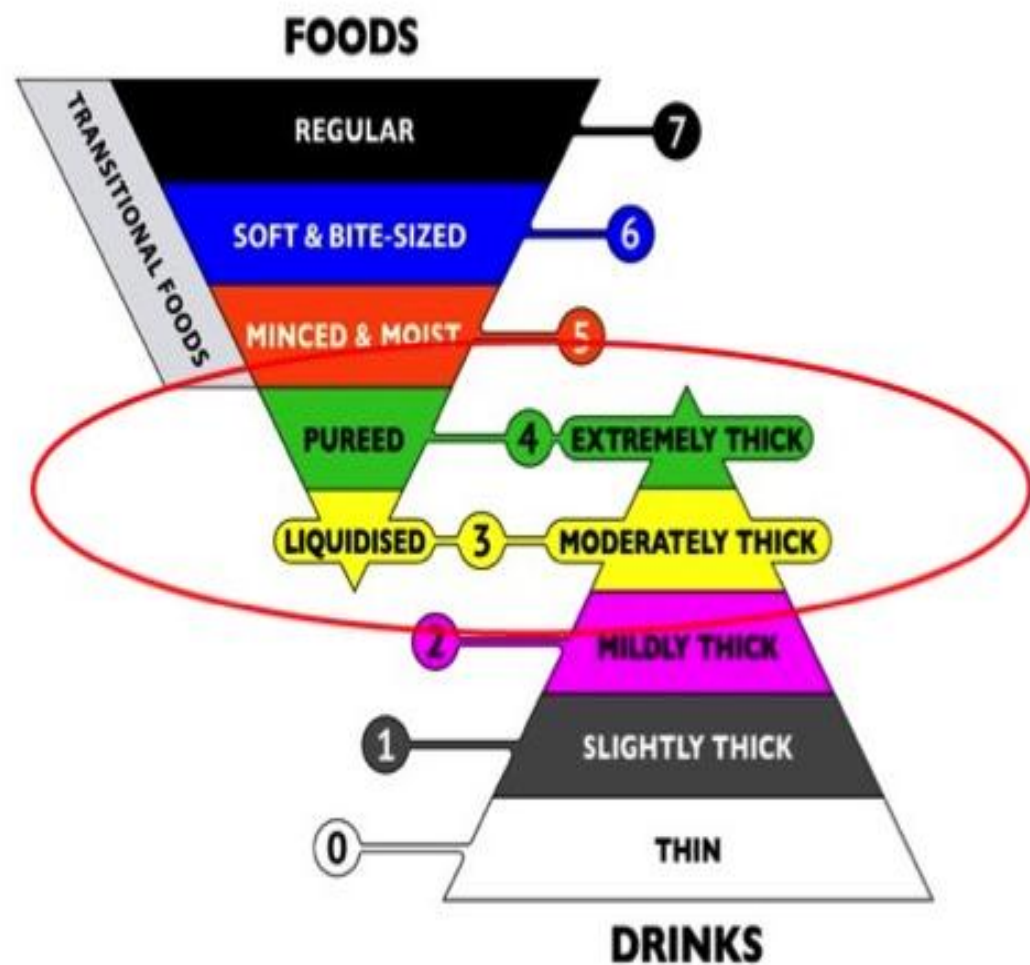 FOODS
TRANSITIONAL FOODS
REGULAR
7
SOFT & BITE-SIZED
6
MINCED & MOIST
5
PUREED 4 EXTREMELY THICK
LIQUIDISED 3 MODERATELY THICK
2 MILDLY THICK
1 SLIGHTLY THICK
0 THIN
DRINKS